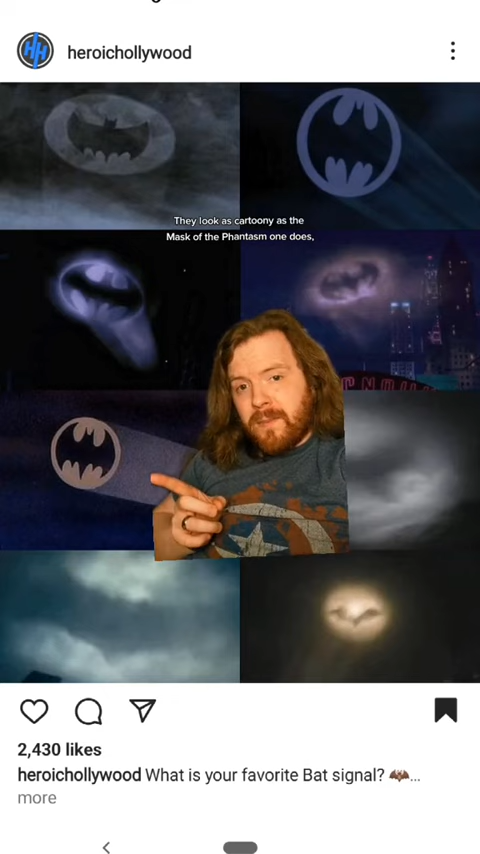 heroichollywood
They look as cartoony as the
Mask of the Phantasm one does,
2,430 likes
heroichollywood What is your favorite Bat signal? 🦇...
more